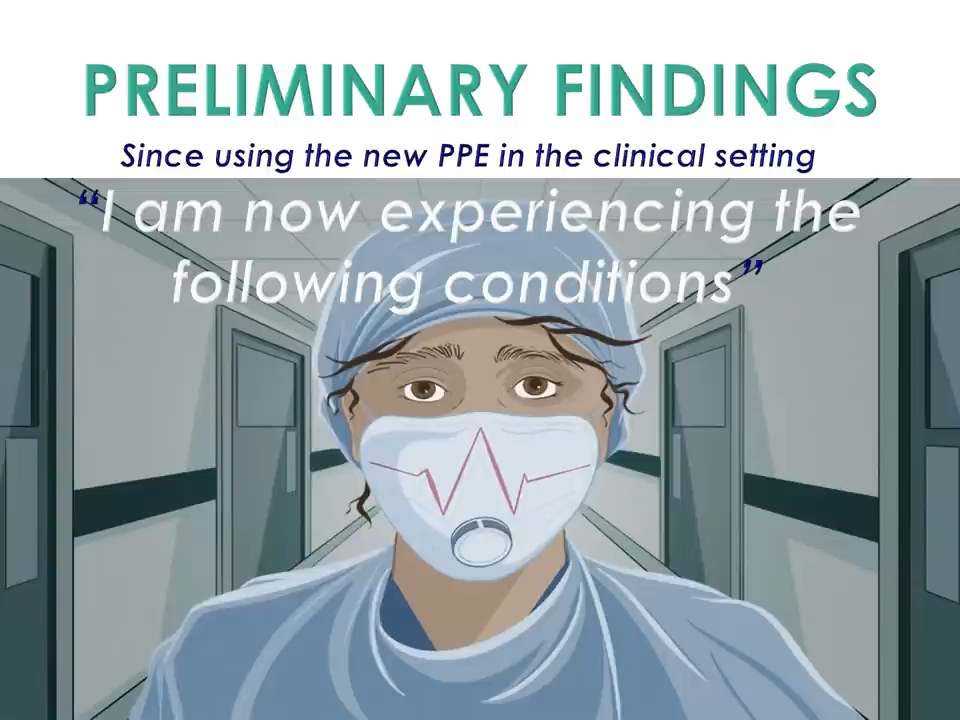 PRELIMINARY FINDINGS
Since using the new PPE in the clinical setting
“I am now experiencing the
following conditions”